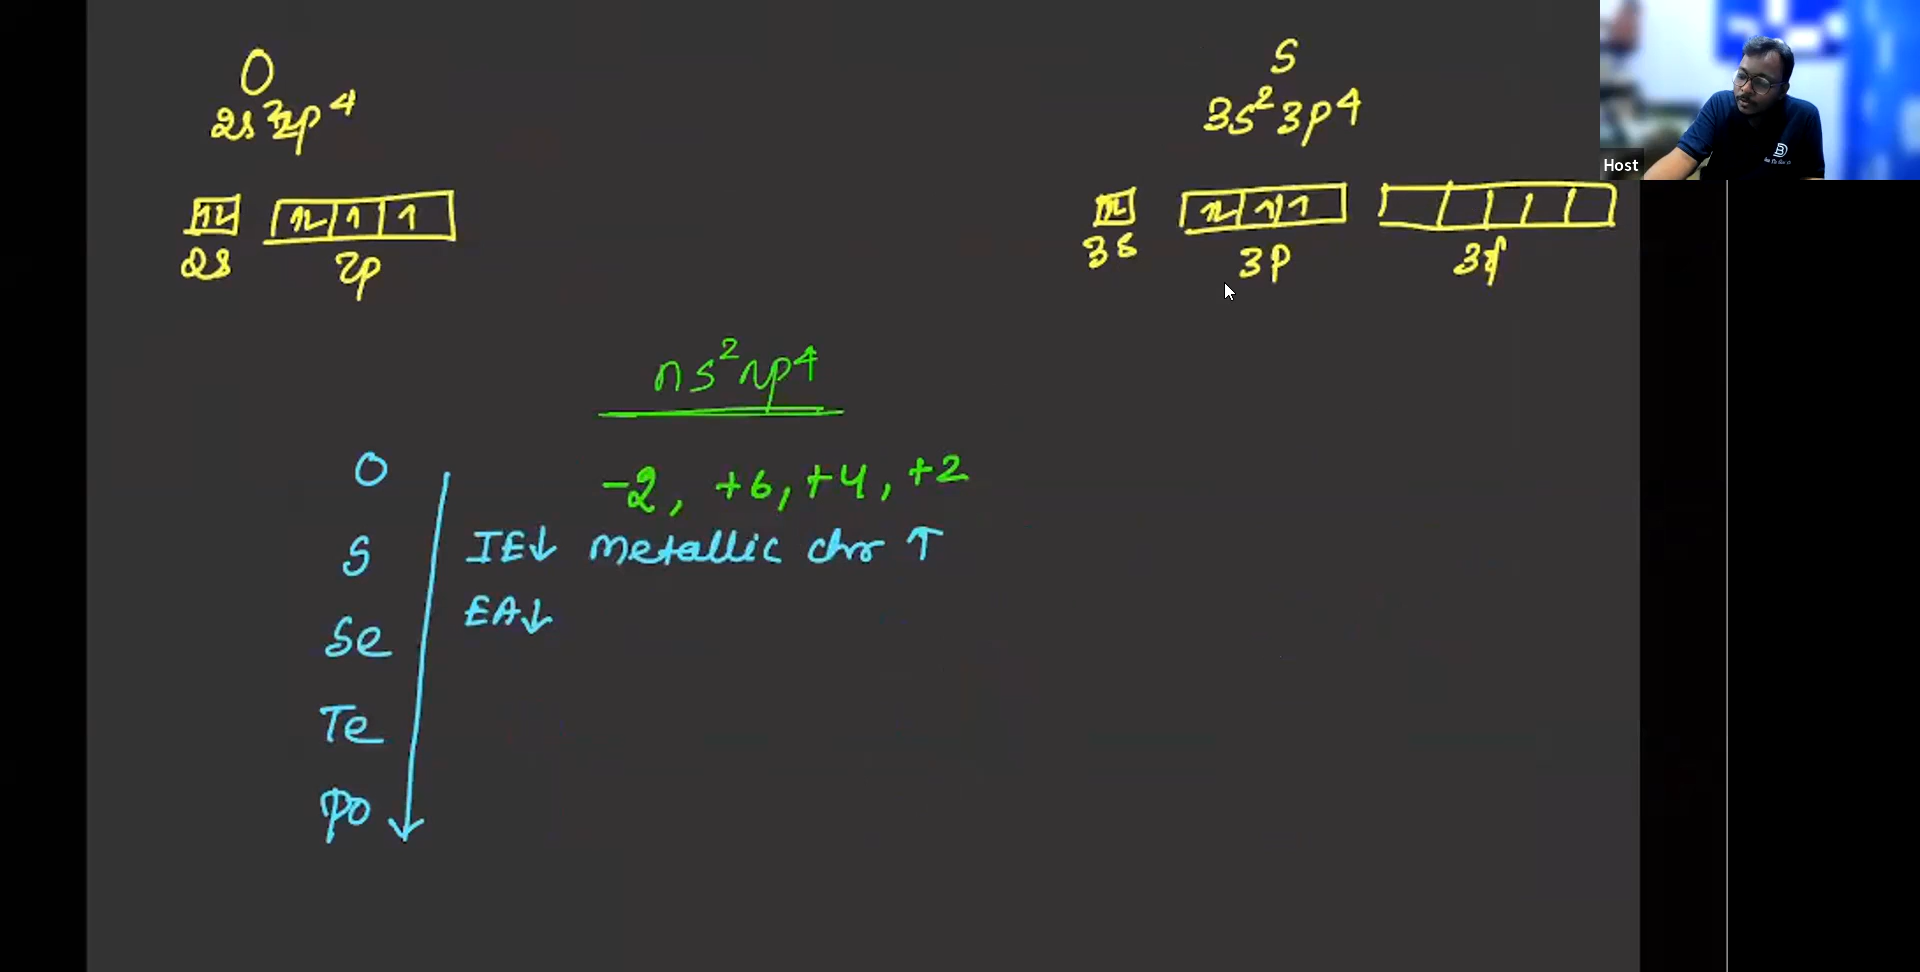 O
2s²2p⁴
2s
2p
S
3s²3p⁴
3s
3p
Host
ns²np⁴
-2, +6, +4, +2
O
S
Se
Te
Po
IE↓ metallic chr ↑
EA↓